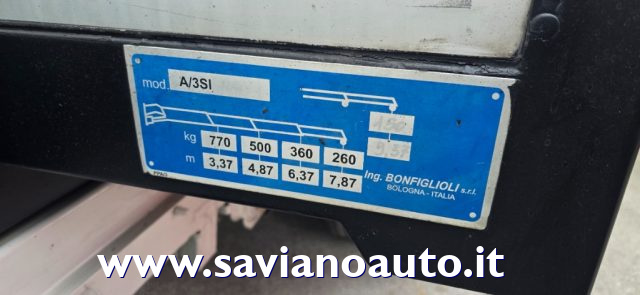 mod. A/3SI
kg 770 500 360 260
m 3,37 4,87 6,37 7,87
Ing. BONFIGLIOLI s.r.l.
BOLOGNA - ITALIA
www.savianoauto.it